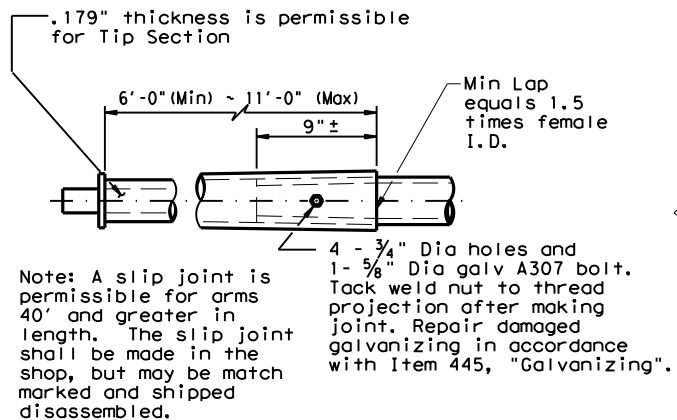 .179" thickness is permissible
for Tip Section
6'-0"(Min) ~ 11'-0" (Max)
9"±
Min Lap
equals 1.5
times female
I.D.
4 - 3/4" Dia holes and
1- 5/8" Dia galv A307 bolt.
Tack weld nut to thread
projection after making
joint. Repair damaged
galvanizing in accordance
with Item 445, "Galvanizing".
Note: A slip joint is
permissible for arms
40' and greater in
length.  The slip joint
shall be made in the
shop, but may be match
marked and shipped
disassembled.